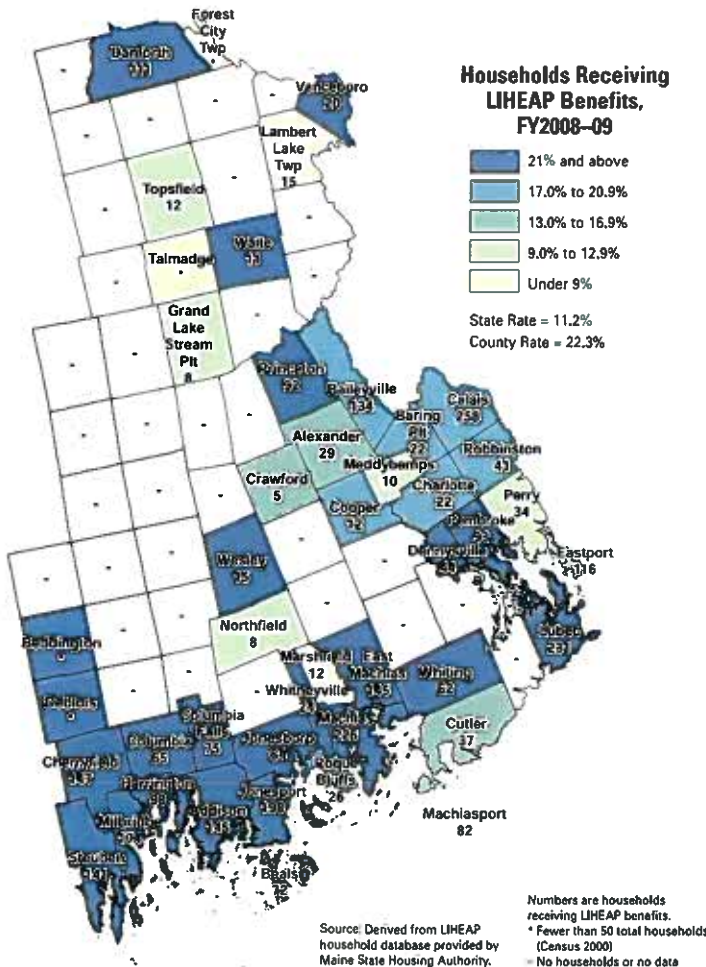 Forest
City
Twp
Danforth
111
Vanceboro
20
Households Receiving
LIHEAP Benefits,
FY2008–09
21% and above
17.0% to 20.9%
13.0% to 16.9%
9.0% to 12.9%
Under 9%
State Rate = 11.2%
County Rate = 22.3%
Lambert
Lake
Twp
15
Topsfield
12
Talmadge
*
Waite
Grand
Lake
Stream
Plt
8
Princeton
Baileyville
134
Calais
258
Baring
Plt
22
Alexander
29
Robbinston
43
Meddybemps
10
Crawford
5
Charlotte
22
Cooper
Perry
34
Pembroke
Dennysville
Eastport
116
Wesley
Northfield
8
Lubec
231
Beddington
Marshfield
12
East
Machias
Whiting
Whitneyville
Deblois
Machias
Columbia
Falls
Cutler
37
Columbia
Jonesboro
Cherryfield
Roque
Bluffs
26
Harrington
Jonesport
190
Addison
Milbridge
Machiasport
82
Steuben
141
Beals
Source: Derived from LIHEAP
household database provided by
Maine State Housing Authority.
Numbers are households
receiving LIHEAP benefits.
* Fewer than 50 total households
(Census 2000)
- No households or no data